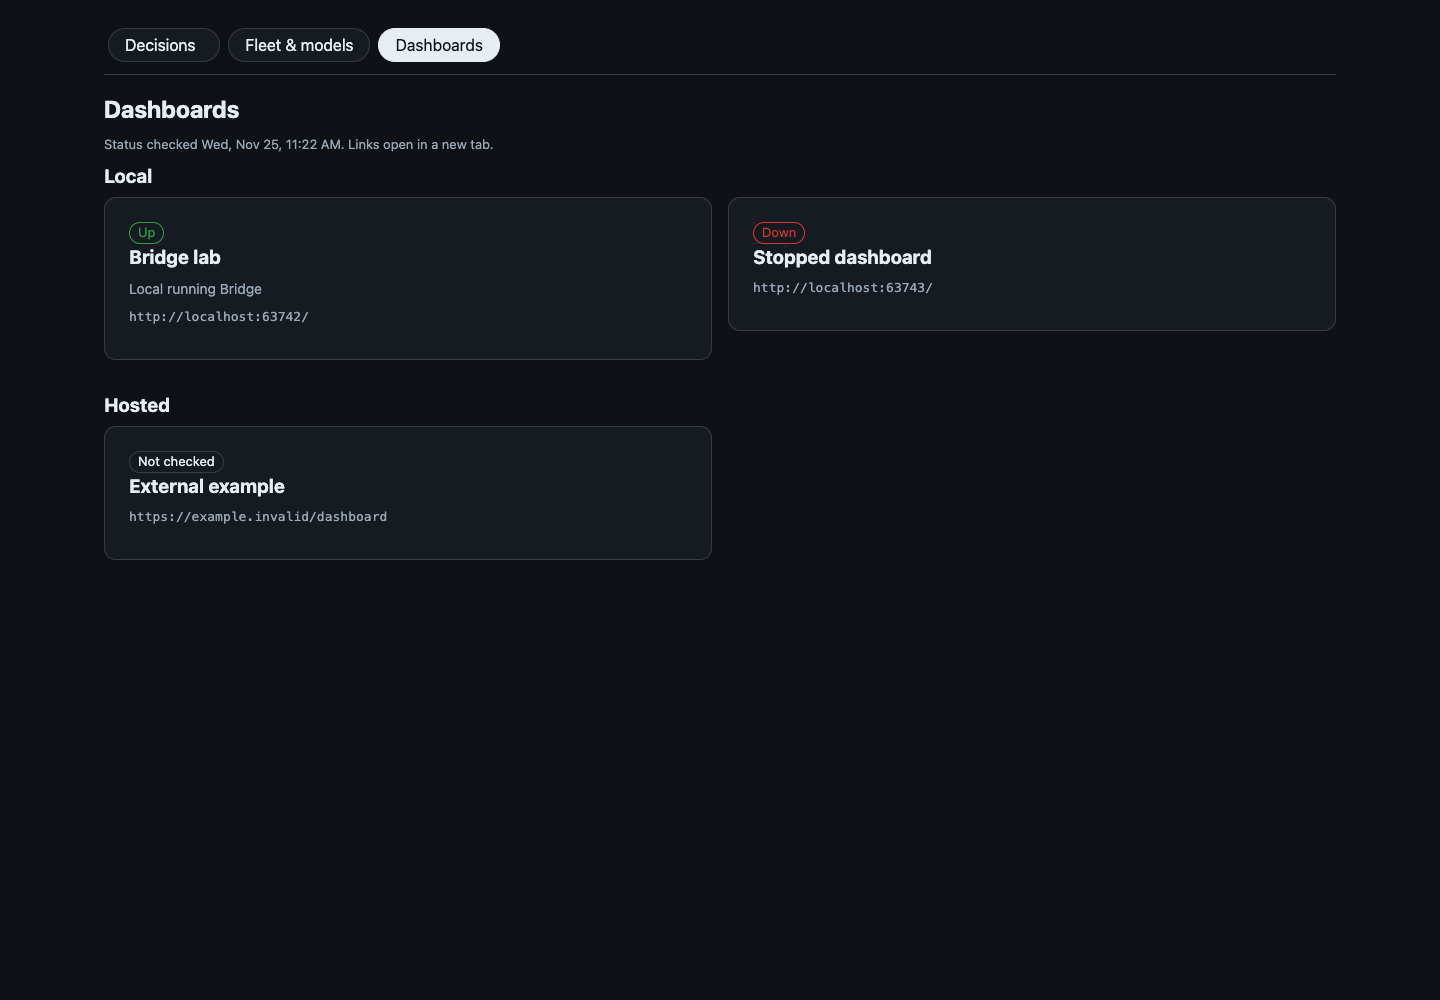 Decisions
Fleet & models
Dashboards
Dashboards
Status checked Wed, Nov 25, 11:22 AM. Links open in a new tab.
Local
Up
Bridge lab
Local running Bridge
http://localhost:63742/
Down
Stopped dashboard
http://localhost:63743/
Hosted
Not checked
External example
https://example.invalid/dashboard